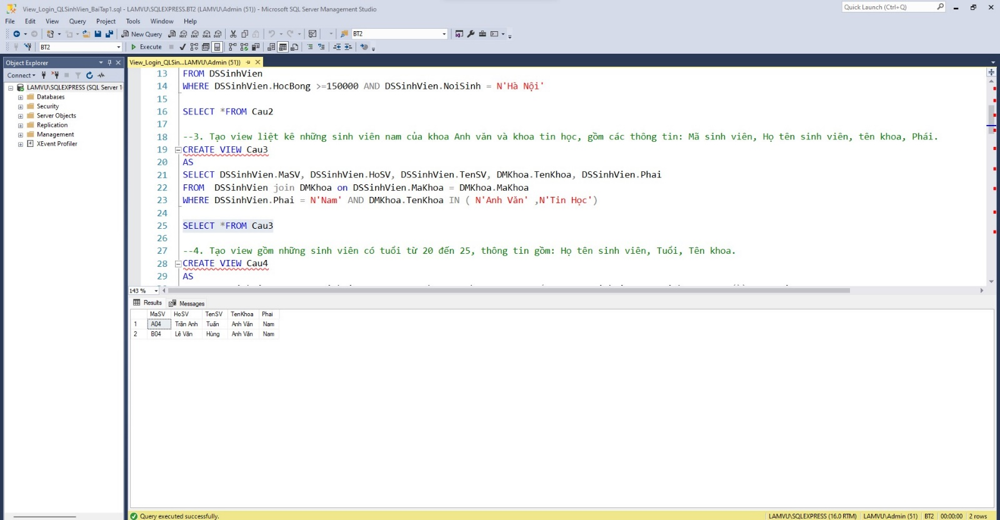 View_Login_QLSinhVien_BaiTap1.sql - LAMVU\SQLEXPRESS.BT2 (LAMVU\Admin (51)) - Microsoft SQL Server Management Studio
Quick Launch (Ctrl+Q)
File Edit View Query Project Tools Window Help
New Query
MDX DMX XMLA DAX
BT2
BT2
Execute
Object Explorer
View_Login_QLSin...LAMVU\Admin (51))
Connect
LAMVU\SQLEXPRESS (SQL Server 1
Databases
Security
Server Objects
Replication
Management
XEvent Profiler
13 FROM DSSinhVien
14 WHERE DSSinhVien.HocBong >=150000 AND DSSinhVien.NoiSinh = N'Hà Nội'
15
16 SELECT *FROM Cau2
17
18 --3. Tạo view liệt kê những sinh viên nam của khoa Anh văn và khoa tin học, gồm các thông tin: Mã sinh viên, Họ tên sinh viên, tên khoa, Phái.
19 CREATE VIEW Cau3
20 AS
21 SELECT DSSinhVien.MaSV, DSSinhVien.HoSV, DSSinhVien.TenSV, DMKhoa.TenKhoa, DSSinhVien.Phai
22 FROM  DSSinhVien join DMKhoa on DSSinhVien.MaKhoa = DMKhoa.MaKhoa
23 WHERE DSSinhVien.Phai = N'Nam' AND DMKhoa.TenKhoa IN ( N'Anh Văn' ,N'Tin Học')
24
25 SELECT *FROM Cau3
26
27 --4. Tạo view gồm những sinh viên có tuổi từ 20 đến 25, thông tin gồm: Họ tên sinh viên, Tuổi, Tên khoa.
28 CREATE VIEW Cau4
29 AS
143 %
Results Messages
MaSV HoSV TenSV TenKhoa Phai
1 A04 Trần Anh Tuấn Anh Văn Nam
2 B04 Lê Văn Hùng Anh Văn Nam
Query executed successfully.
LAMVU\SQLEXPRESS (16.0 RTM) LAMVU\Admin (51) BT2 00:00:00 2 rows